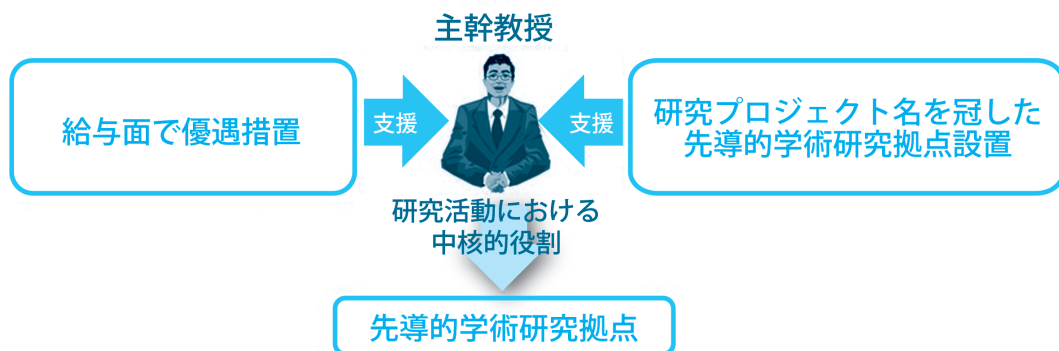 主幹教授
給与面で優遇措置
支援
支援
研究プロジェクト名を冠した
先導的学術研究拠点設置
研究活動における
中核的役割
先導的学術研究拠点